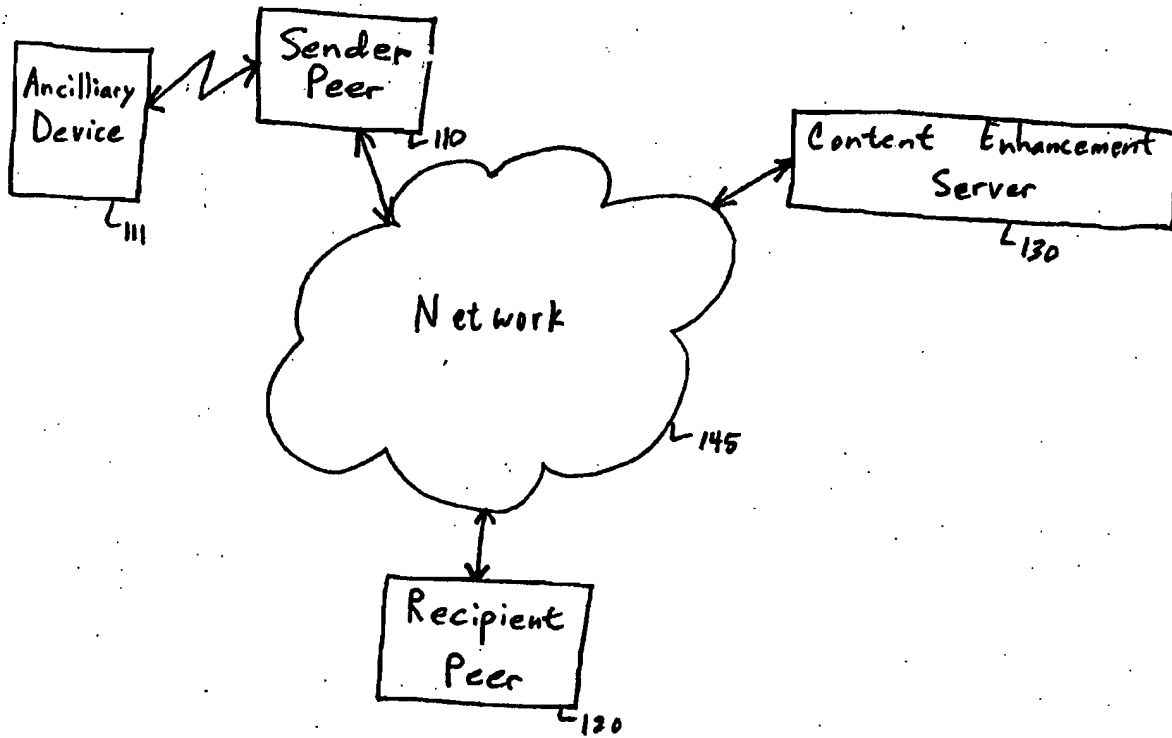 Ancilliary
Device
111
Sender
Peer
110
Content Enhancement
Server
130
Network
145
Recipient
Peer
120